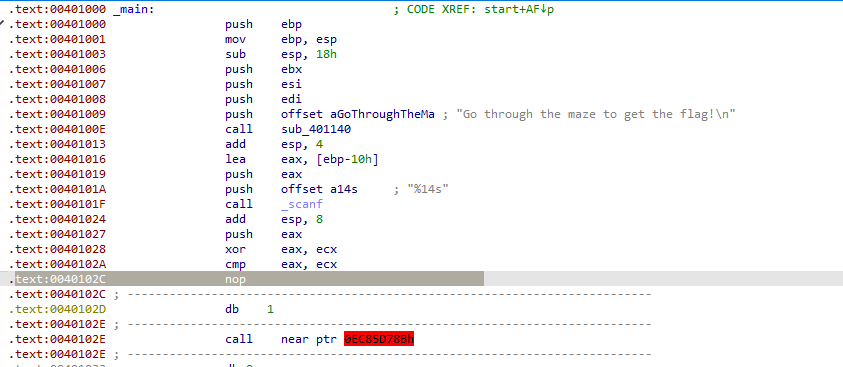 .text:00401000 _main: ; CODE XREF: start+AF↓p
.text:00401000 push ebp
.text:00401001 mov ebp, esp
.text:00401003 sub esp, 18h
.text:00401006 push ebx
.text:00401007 push esi
.text:00401008 push edi
.text:00401009 push offset aGoThroughTheMa ; "Go through the maze to get the flag!\n"
.text:0040100E call sub_401140
.text:00401013 add esp, 4
.text:00401016 lea eax, [ebp-10h]
.text:00401019 push eax
.text:0040101A push offset a14s ; "%14s"
.text:0040101F call _scanf
.text:00401024 add esp, 8
.text:00401027 push eax
.text:00401028 xor eax, ecx
.text:0040102A cmp eax, ecx
.text:0040102C nop
.text:0040102C ; ---------------------------------------------------------------------------
.text:0040102D db 1
.text:0040102E ; ---------------------------------------------------------------------------
.text:0040102E call near ptr 0EC85D78Bh
.text:0040102E ; ---------------------------------------------------------------------------